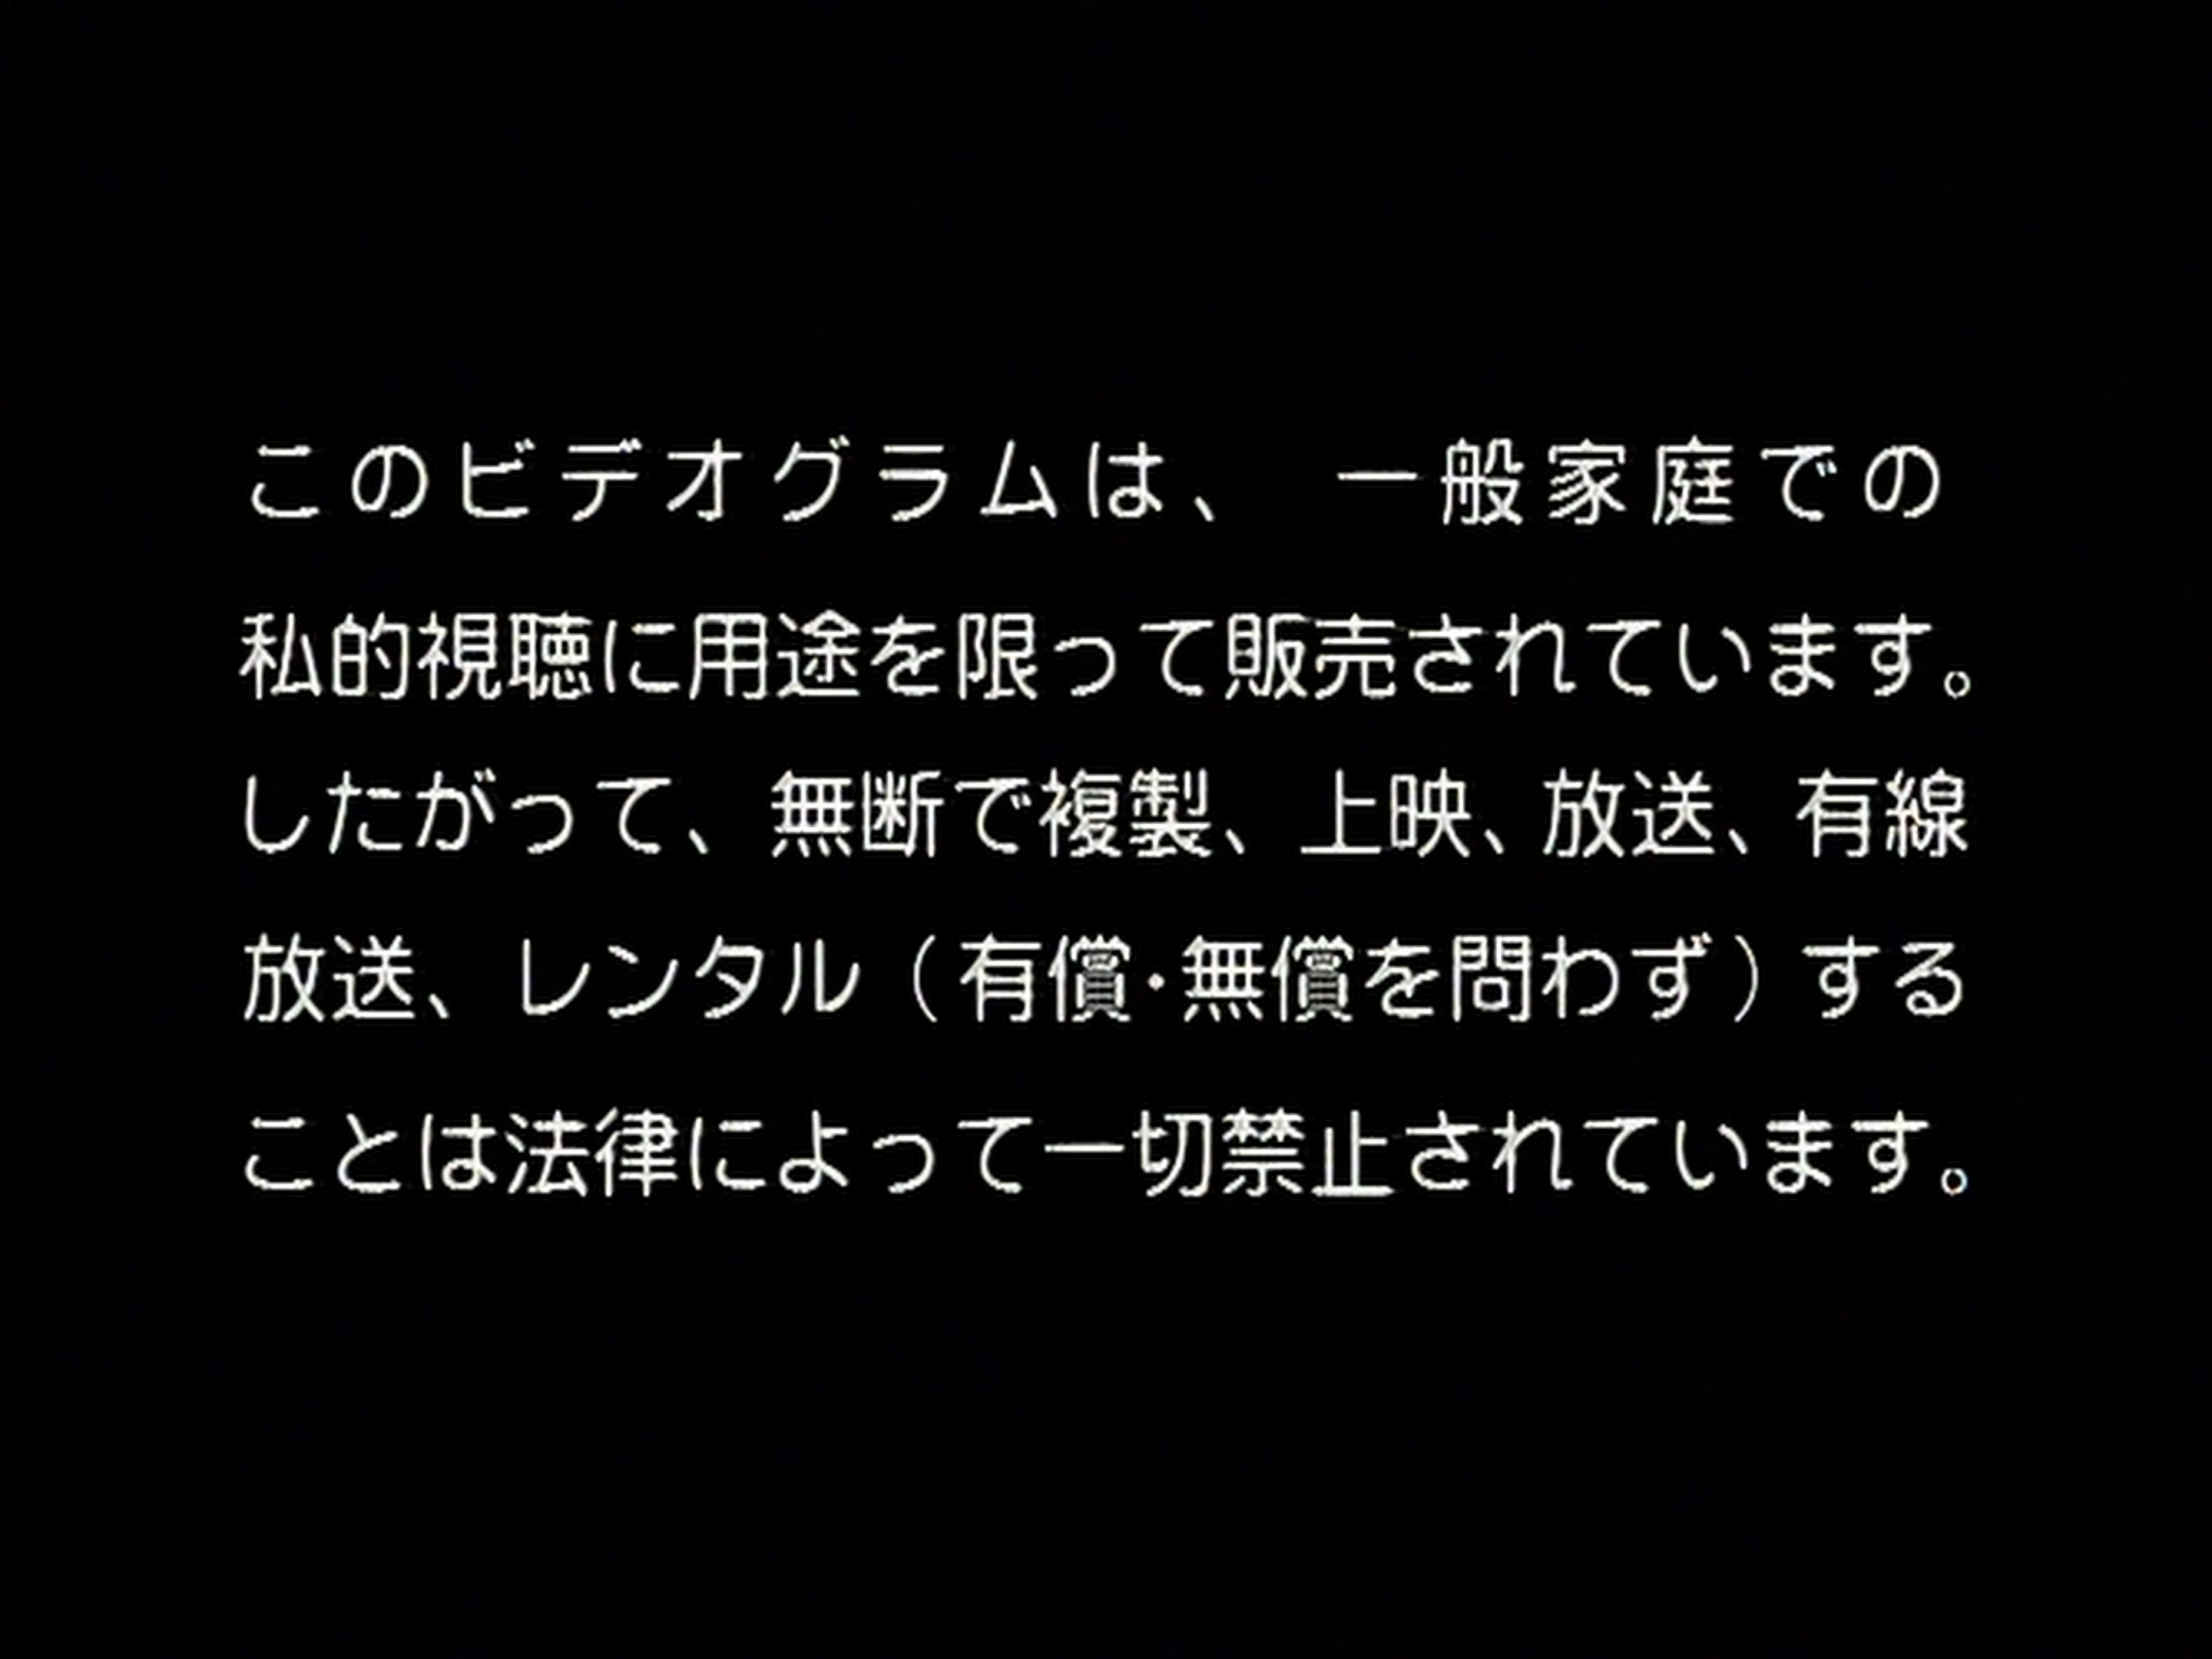 このビデオグラムは、一般家庭での
私的視聴に用途を限って販売されています。
したがって、無断で複製、上映、放送、有線
放送、レンタル（有償・無償を問わず）する
ことは法律によって一切禁止されています。